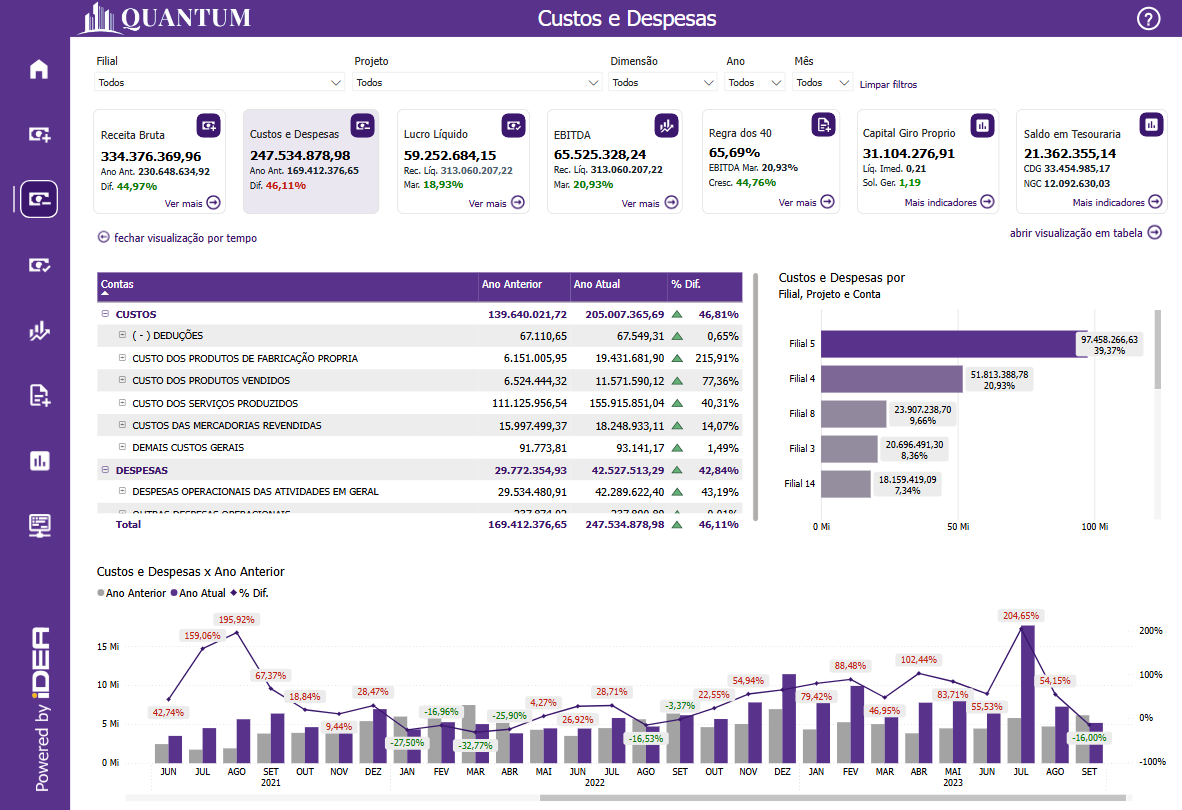 QUANTUM
Custos e Despesas
?
Filial
Projeto
Dimensão
Ano
Mês
Todos
Todos
Todos
Todos
Todos
Limpar filtros
Receita Bruta
334.376.369,96
Ano Ant. 230.648.634,92
Dif. 44,97%
Ver mais
Custos e Despesas
247.534.878,98
Ano Ant. 169.412.376,65
Dif. 46,11%
Lucro Líquido
59.252.684,15
Rec. Líq. 313.060.207,22
Mar. 18,93%
Ver mais
EBITDA
65.525.328,24
Rec. Líq. 313.060.207,22
Mar. 20,93%
Ver mais
Regra dos 40
65,69%
EBITDA Mar. 20,93%
Cresc. 44,76%
Ver mais
Capital Giro Proprio
31.104.276,91
Líq. Imed. 0,21
Sol. Ger. 1,19
Mais indicadores
Saldo em Tesouraria
21.362.355,14
CDG 33.454.985,17
NGC 12.092.630,03
Mais indicadores
fechar visualização por tempo
abrir visualização em tabela
Contas Ano Anterior Ano Atual % Dif.
CUSTOS 139.640.021,72 205.007.365,69 46,81%
( - ) DEDUÇÕES 67.110,65 67.549,31 0,65%
CUSTO DOS PRODUTOS DE FABRICAÇÃO PROPRIA 6.151.005,95 19.431.681,90 215,91%
CUSTO DOS PRODUTOS VENDIDOS 6.524.444,32 11.571.590,12 77,36%
CUSTO DOS SERVIÇOS PRODUZIDOS 111.125.956,54 155.915.851,04 40,31%
CUSTOS DAS MERCADORIAS REVENDIDAS 15.997.499,37 18.248.933,11 14,07%
DEMAIS CUSTOS GERAIS 91.773,81 93.141,17 1,49%
DESPESAS 29.772.354,93 42.527.513,29 42,84%
DESPESAS OPERACIONAIS DAS ATIVIDADES EM GERAL 29.534.480,91 42.289.622,40 43,19%
OUTRAS DESPESAS OPERACIONAIS
Total 169.412.376,65 247.534.878,98 46,11%
Custos e Despesas por
Filial, Projeto e Conta
Filial 5
97.458.266,63
39,37%
Filial 4
51.813.388,78
20,93%
Filial 8
23.907.238,70
9,66%
Filial 3
20.696.491,30
8,36%
Filial 14
18.159.419,09
7,34%
0 Mi 50 Mi 100 Mi
Custos e Despesas x Ano Anterior
Ano Anterior Ano Atual % Dif.
15 Mi
10 Mi
5 Mi
0 Mi
200%
100%
0%
-100%
42,74%
159,06%
195,92%
67,37%
18,84%
9,44%
28,47%
-27,50%
-16,96%
-32,77%
-25,90%
4,27%
26,92%
28,71%
-16,53%
-3,37%
22,55%
54,94%
79,42%
88,48%
46,95%
102,44%
83,71%
55,53%
204,65%
54,15%
-16,00%
JUN JUL AGO SET OUT NOV DEZ JAN FEV MAR ABR MAI JUN JUL AGO SET OUT NOV DEZ JAN FEV MAR ABR MAI JUN JUL AGO SET
2021 2022 2023
Powered by iDEA